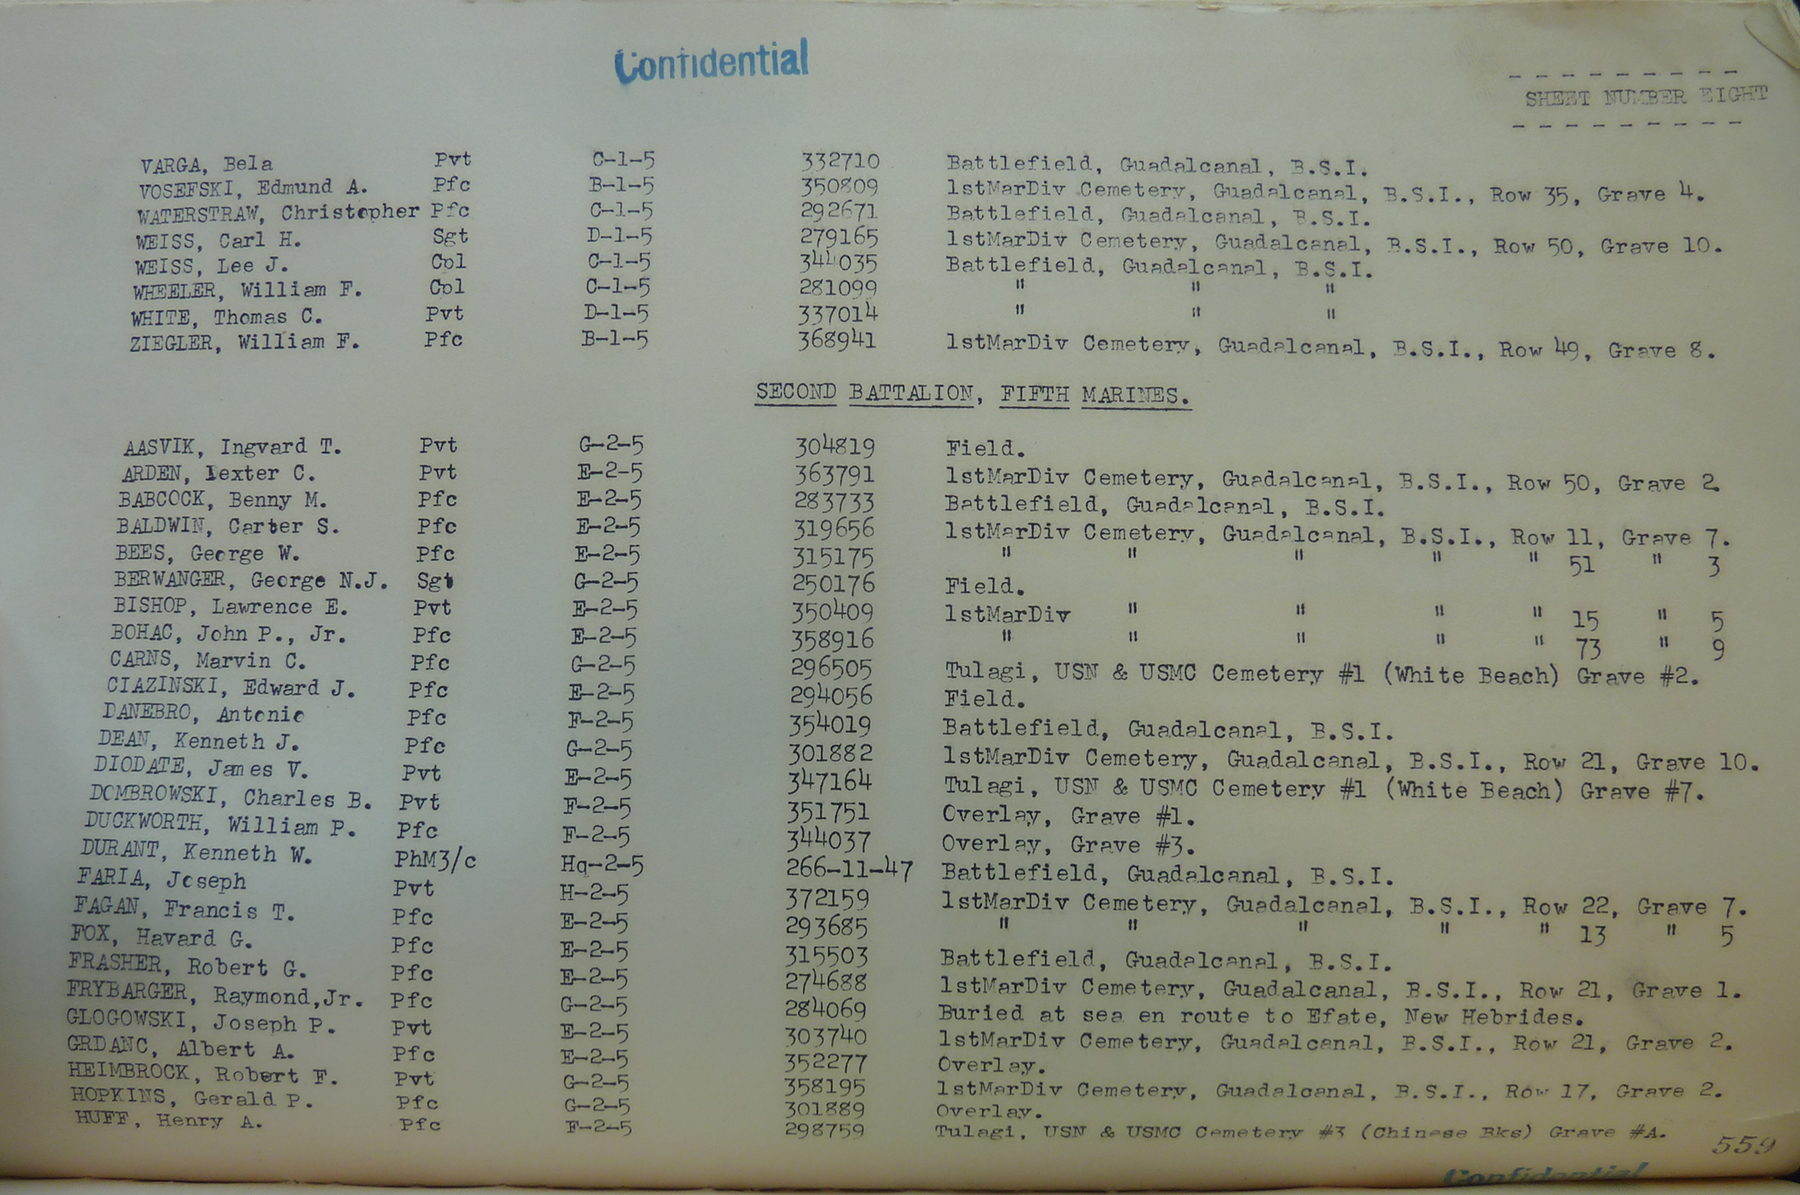 Confidential
SHEET NUMBER EIGHT
VARGA, Bela Pvt C-1-5 332710 Battlefield, Guadalcanal, B.S.I.
VOSEFSKI, Edmund A. Pfc B-1-5 350809 1stMarDiv Cemetery, Guadalcanal, B.S.I., Row 35, Grave 4.
WATERSTRAW, Christopher Pfc C-1-5 292671 Battlefield, Guadalcanal, B.S.I.
WEISS, Carl H. Sgt D-1-5 279165 1stMarDiv Cemetery, Guadalcanal, B.S.I., Row 50, Grave 10.
WEISS, Lee J. Col C-1-5 344035 Battlefield, Guadalcanal, B.S.I.
WHEELER, William F. Col C-1-5 281099 " " "
WHITE, Thomas C. Pvt D-1-5 337014 " " "
ZIEGLER, William F. Pfc B-1-5 368941 1stMarDiv Cemetery, Guadalcanal, B.S.I., Row 49, Grave 8.
SECOND BATTALION, FIFTH MARINES.
AASVIK, Ingvard T. Pvt G-2-5 304819 Field.
ARDEN, Lexter C. Pvt E-2-5 363791 1stMarDiv Cemetery, Guadalcanal, B.S.I., Row 50, Grave 2.
BABCOCK, Benny M. Pfc E-2-5 283733 Battlefield, Guadalcanal, B.S.I.
BALDWIN, Carter S. Pfc E-2-5 319656 1stMarDiv Cemetery, Guadalcanal, B.S.I., Row 11, Grave 7.
BEES, George W. Pfc E-2-5 315175 " " " " " 51 " 3
BERWANGER, George N.J. Sgt G-2-5 250176 Field.
BISHOP, Lawrence E. Pvt E-2-5 350409 1stMarDiv " " " " 15 " 5
BOHAC, John P., Jr. Pfc E-2-5 358916 " " " " " 73 " 9
CARNS, Marvin C. Pfc G-2-5 296505 Tulagi, USN & USMC Cemetery #1 (White Beach) Grave #2.
CIAZINSKI, Edward J. Pfc E-2-5 294056 Field.
DANEBRO, Antonio Pfc F-2-5 354019 Battlefield, Guadalcanal, B.S.I.
DEAN, Kenneth J. Pfc G-2-5 301882 1stMarDiv Cemetery, Guadalcanal, B.S.I., Row 21, Grave 10.
DIODATE, James V. Pvt E-2-5 347164 Tulagi, USN & USMC Cemetery #1 (White Beach) Grave #7.
DOMBROWSKI, Charles B. Pvt F-2-5 351751 Overlay, Grave #1.
DUCKWORTH, William P. Pfc F-2-5 344037 Overlay, Grave #3.
DURANT, Kenneth W. PhM3/c Hq-2-5 266-11-47 Battlefield, Guadalcanal, B.S.I.
FARIA, Joseph Pvt H-2-5 372159 1stMarDiv Cemetery, Guadalcanal, B.S.I., Row 22, Grave 7.
FAGAN, Francis T. Pfc E-2-5 293685 " " " " " 13 " 5
FOX, Havard G. Pfc E-2-5 315503 Battlefield, Guadalcanal, B.S.I.
FRASHER, Robert G. Pfc E-2-5 274688 1stMarDiv Cemetery, Guadalcanal, B.S.I., Row 21, Grave 1.
FRYBARGER, Raymond,Jr. Pfc G-2-5 284069 Buried at sea en route to Efate, New Hebrides.
GLOGOWSKI, Joseph P. Pvt E-2-5 303740 1stMarDiv Cemetery, Guadalcanal, B.S.I., Row 21, Grave 2.
GRDANC, Albert A. Pfc E-2-5 352277 Overlay.
HEIMBROCK, Robert F. Pvt G-2-5 358195 1stMarDiv Cemetery, Guadalcanal, B.S.I., Row 17, Grave 2.
HOPKINS, Gerald P. Pfc G-2-5 301889 Overlay.
HUFF, Henry A. Pfc F-2-5 298759 Tulagi, USN & USMC Cemetery #3 (Chinese Bks) Grave #A.
559
Confidential